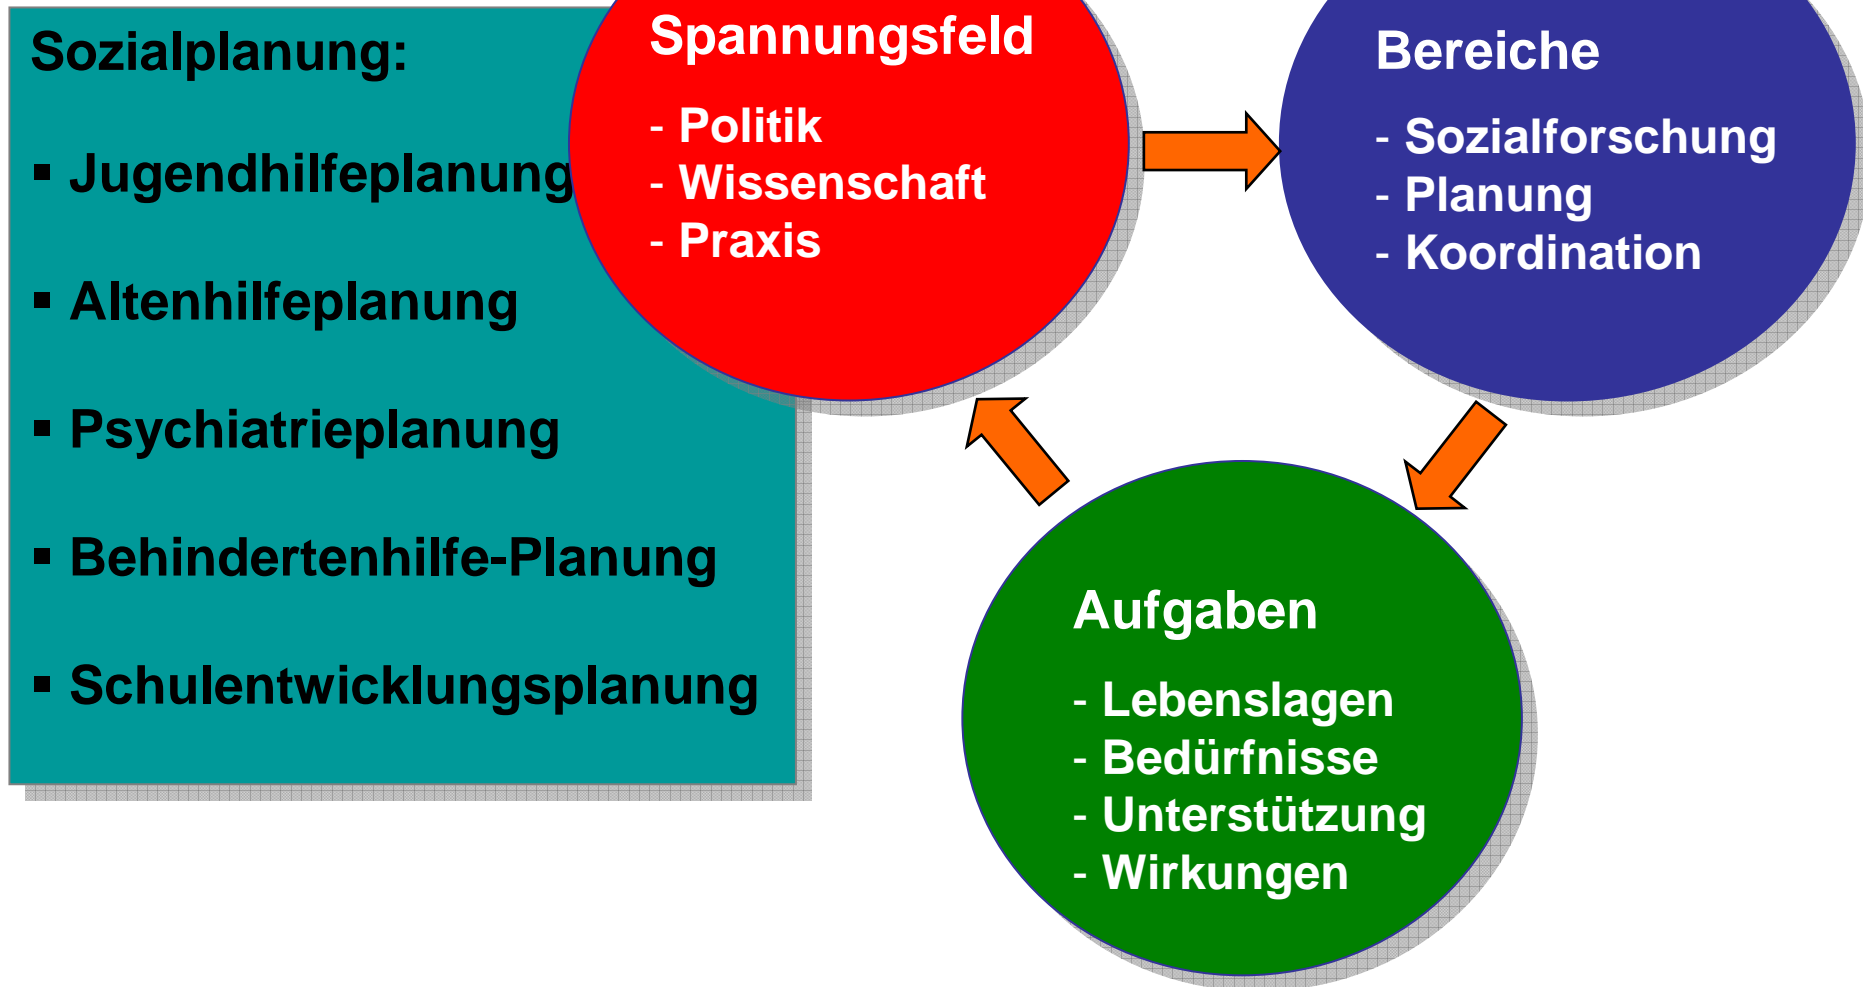 Sozialplanung:
▪ Jugendhilfeplanung
▪ Altenhilfeplanung
▪ Psychiatrieplanung
▪ Behindertenhilfe-Planung
▪ Schulentwicklungsplanung
Spannungsfeld
- Politik
- Wissenschaft
- Praxis
Bereiche
- Sozialforschung
- Planung
- Koordination
Aufgaben
- Lebenslagen
- Bedürfnisse
- Unterstützung
- Wirkungen